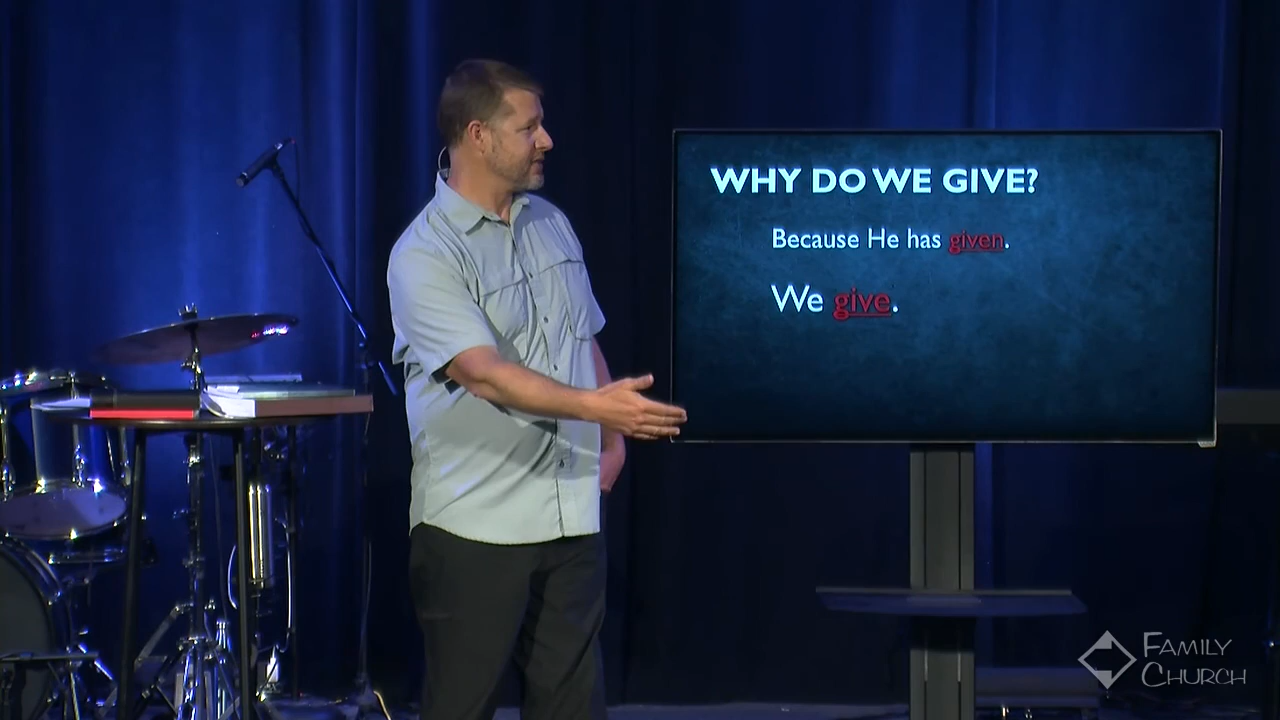 WHY DO WE GIVE?
Because He has given.
We give.
FAMILY
CHURCH